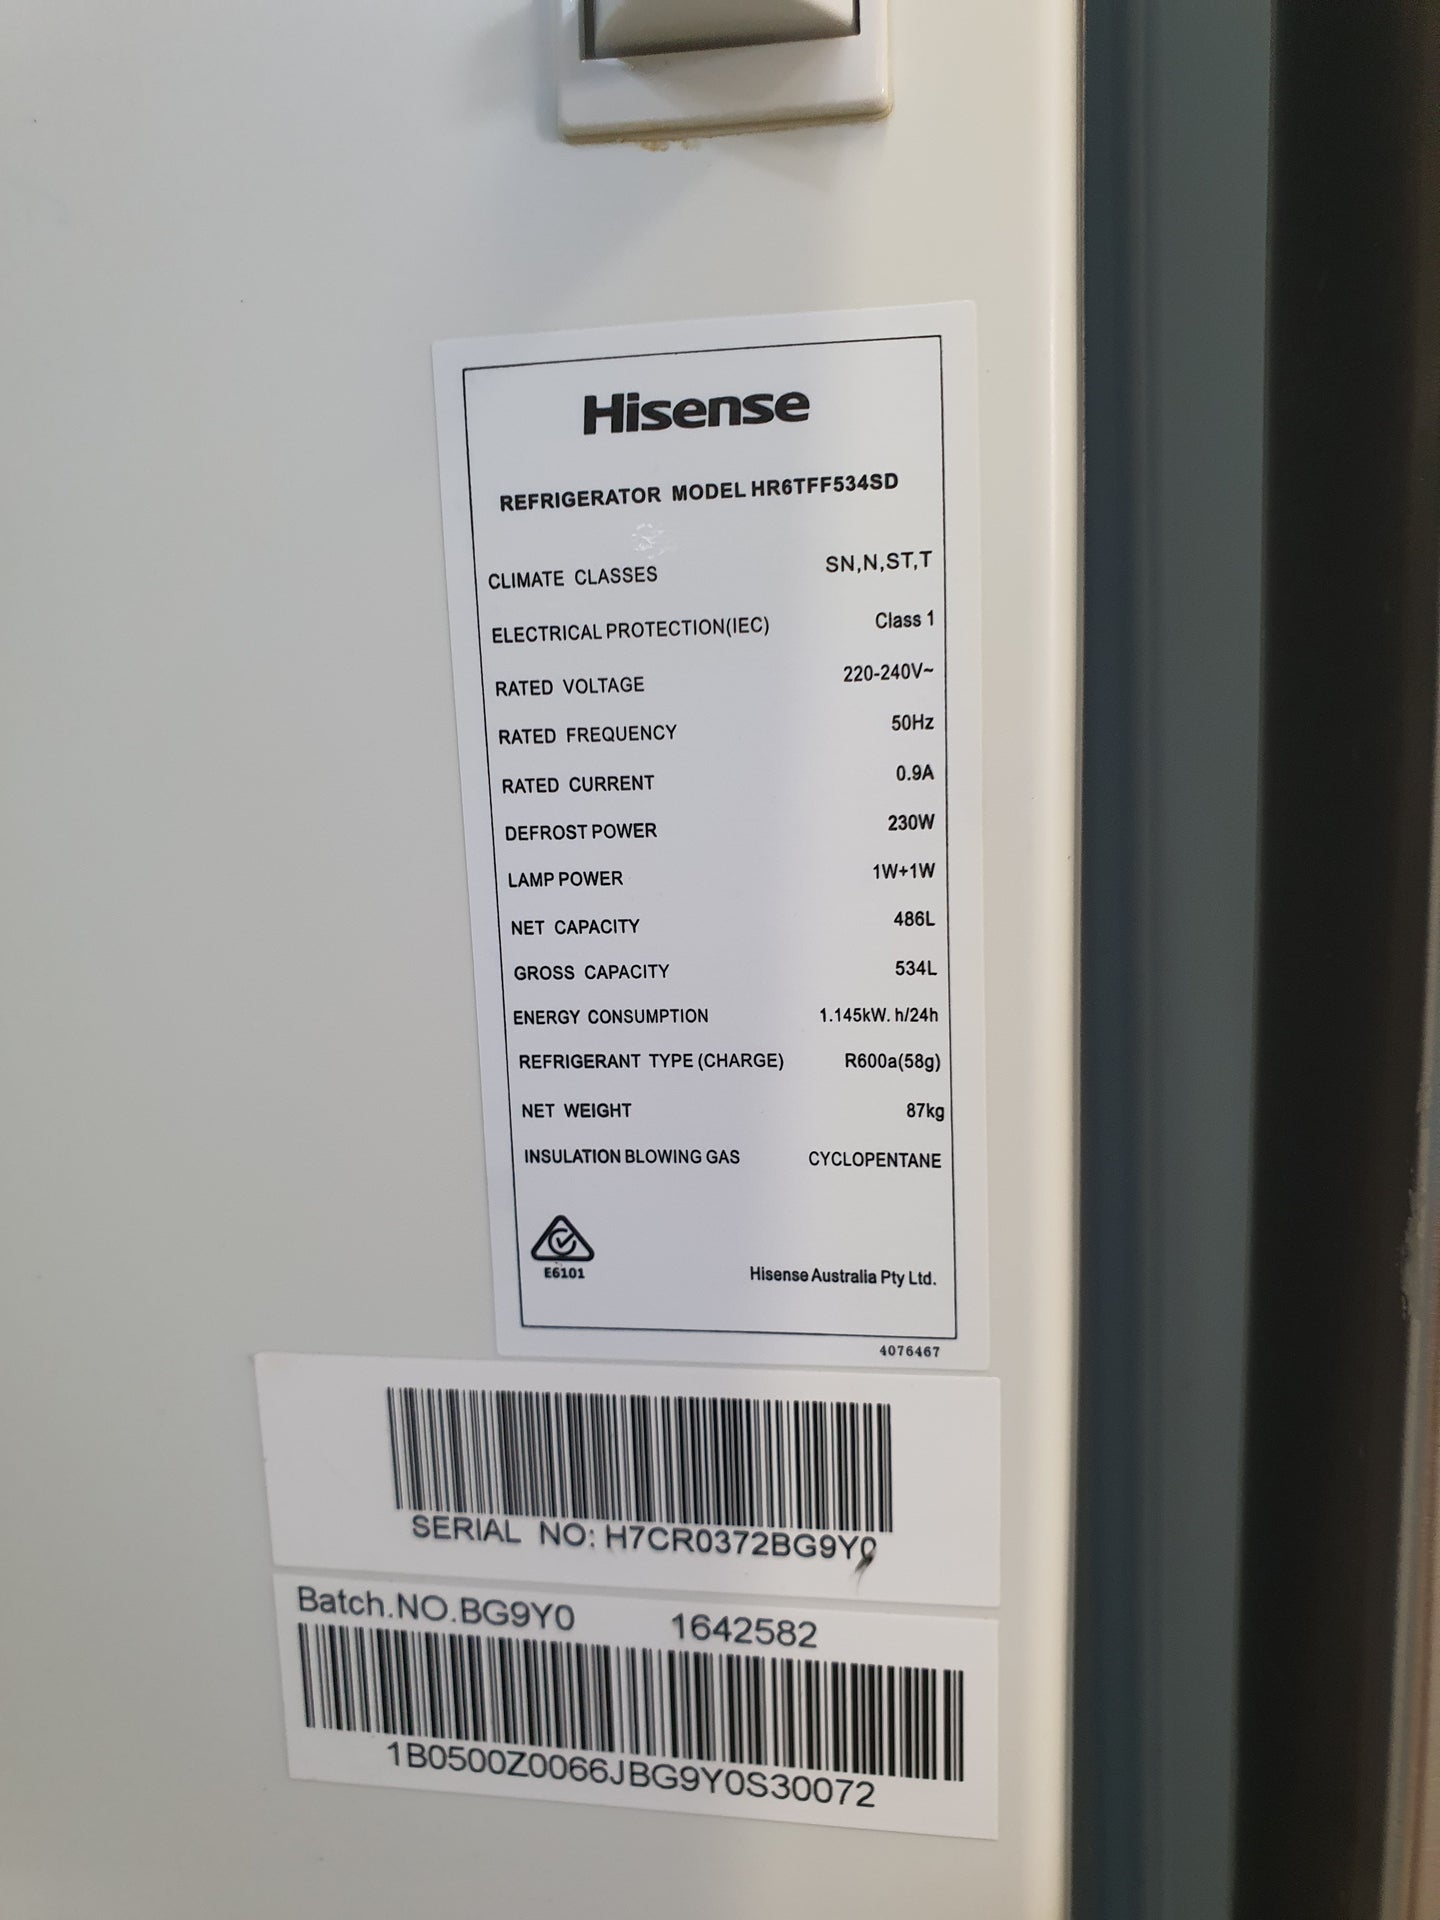 Hisense
REFRIGERATOR MODEL HR6TFF534SD
CLIMATE CLASSES SN,N,ST,T
ELECTRICAL PROTECTION(IEC) Class 1
RATED VOLTAGE 220-240V~
RATED FREQUENCY 50Hz
RATED CURRENT 0.9A
DEFROST POWER 230W
LAMP POWER 1W+1W
NET CAPACITY 486L
GROSS CAPACITY 534L
ENERGY CONSUMPTION 1.145kW. h/24h
REFRIGERANT TYPE (CHARGE) R600a(58g)
NET WEIGHT 87kg
INSULATION BLOWING GAS CYCLOPENTANE
E6101 Hisense Australia Pty Ltd.
4076467
SERIAL NO: H7CR0372BG9Y0
Batch.NO.BG9Y0 1642582
1B0500Z0066JBG9Y0S30072